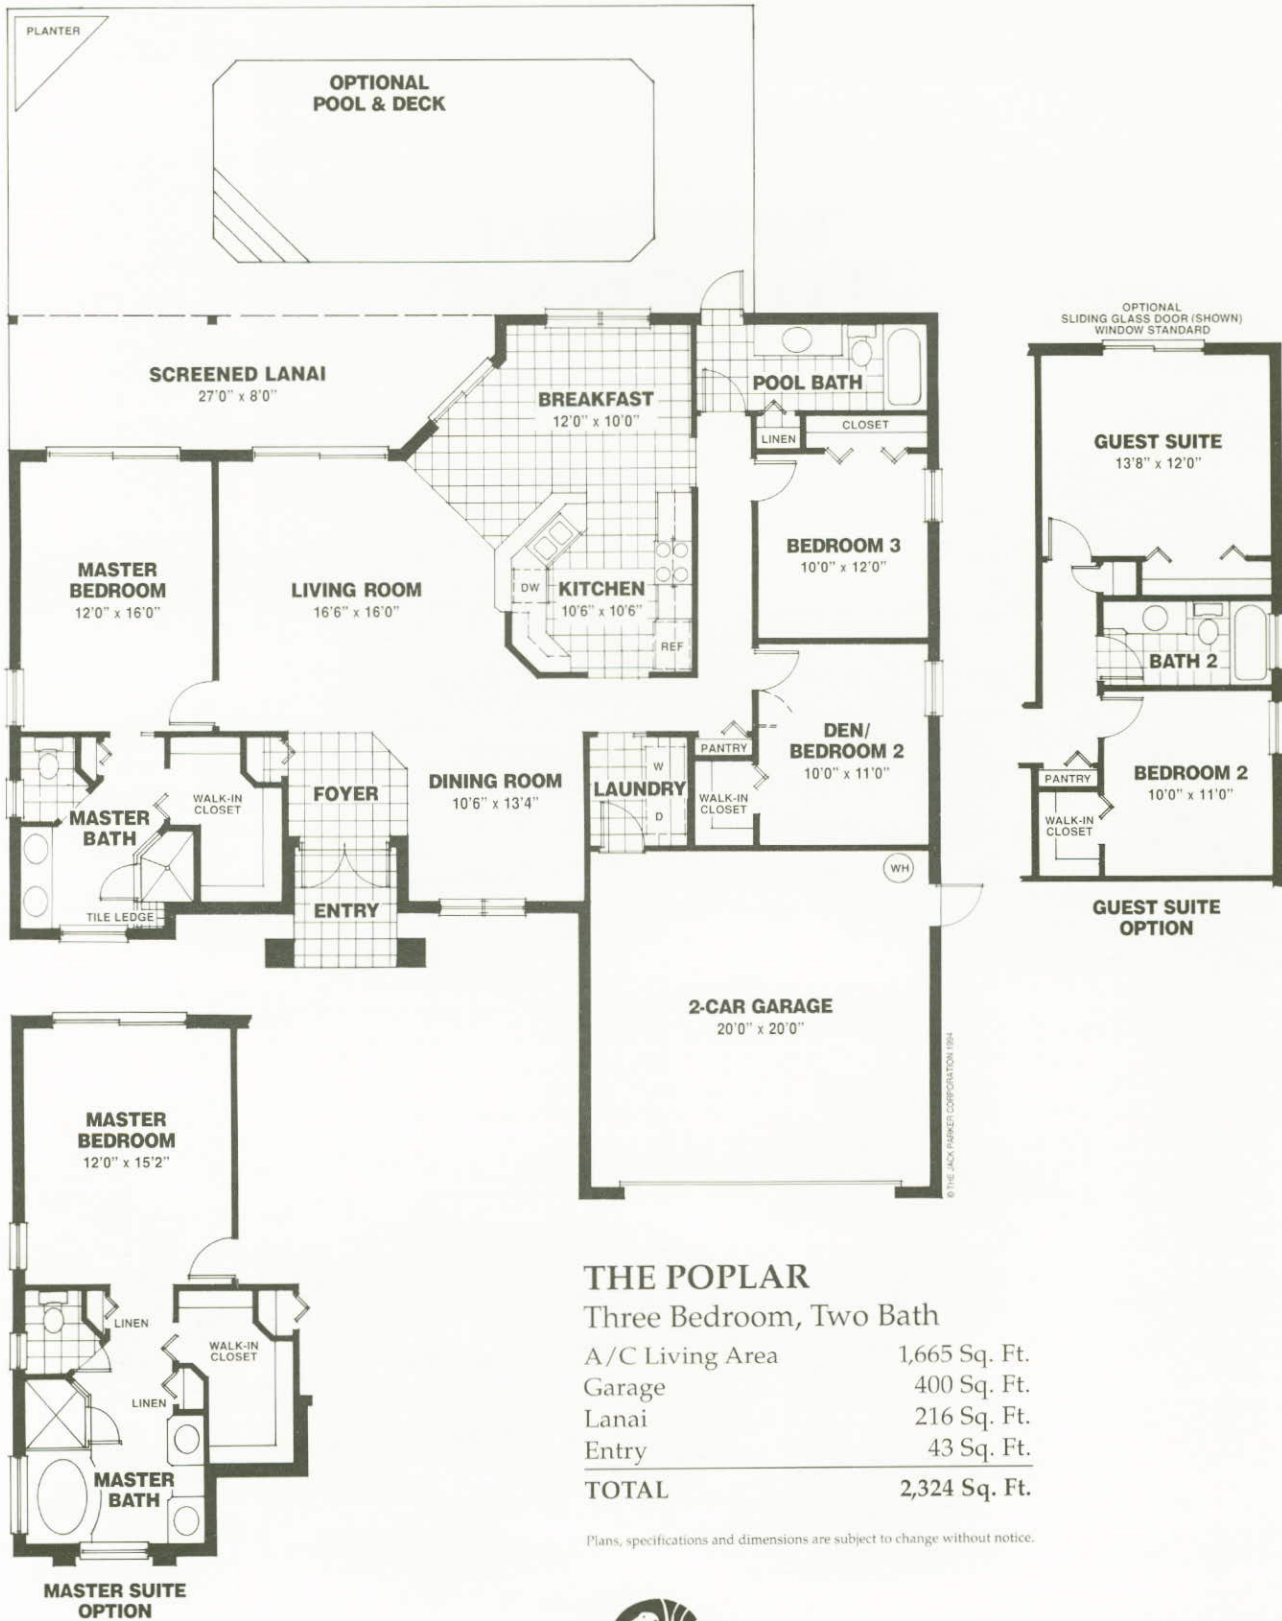 PLANTER
OPTIONAL
POOL & DECK
SCREENED LANAI
27'0" x 8'0"
BREAKFAST
12'0" x 10'0"
POOL BATH
LINEN
CLOSET
MASTER
BEDROOM
12'0" x 16'0"
LIVING ROOM
16'6" x 16'0"
DW
KITCHEN
10'6" x 10'6"
REF
BEDROOM 3
10'0" x 12'0"
DEN/
BEDROOM 2
10'0" x 11'0"
PANTRY
WALK-IN
CLOSET
LAUNDRY
W
D
DINING ROOM
10'6" x 13'4"
FOYER
WALK-IN
CLOSET
MASTER
BATH
TILE LEDGE
ENTRY
WH
2-CAR GARAGE
20'0" x 20'0"
© THE JACK PARKER CORPORATION 1994
OPTIONAL
SLIDING GLASS DOOR (SHOWN)
WINDOW STANDARD
GUEST SUITE
13'8" x 12'0"
BATH 2
PANTRY
WALK-IN
CLOSET
BEDROOM 2
10'0" x 11'0"
GUEST SUITE
OPTION
MASTER
BEDROOM
12'0" x 15'2"
LINEN
WALK-IN
CLOSET
LINEN
MASTER
BATH
MASTER SUITE
OPTION
THE POPLAR
Three Bedroom, Two Bath
A/C Living Area 1,665 Sq. Ft.
Garage 400 Sq. Ft.
Lanai 216 Sq. Ft.
Entry 43 Sq. Ft.
TOTAL 2,324 Sq. Ft.
Plans, specifications and dimensions are subject to change without notice.